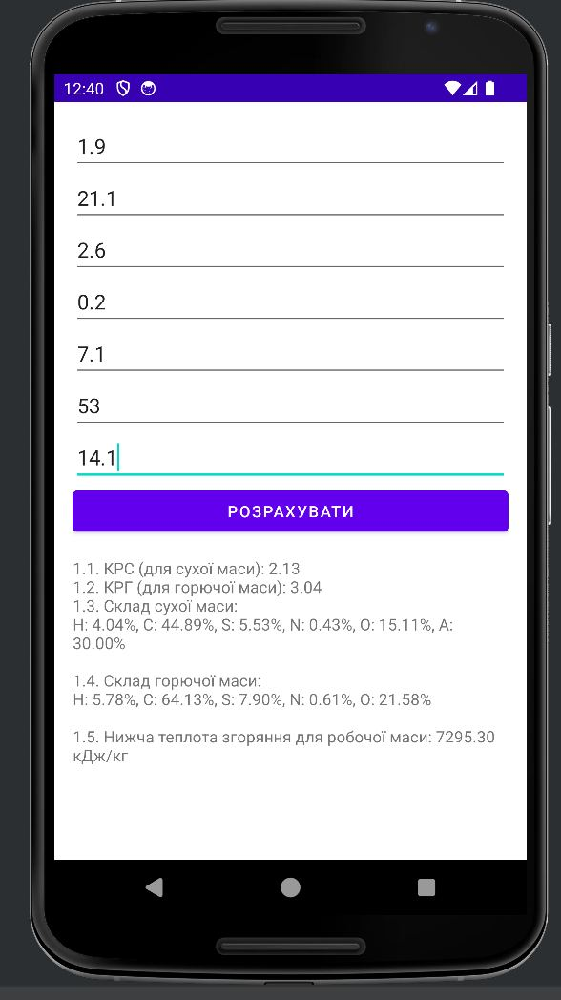 12:40
1.9
21.1
2.6
0.2
7.1
53
14.1
РОЗРАХУВАТИ
1.1. КРС (для сухої маси): 2.13
1.2. КРГ (для горючої маси): 3.04
1.3. Склад сухої маси:
H: 4.04%, C: 44.89%, S: 5.53%, N: 0.43%, O: 15.11%, A:
30.00%
1.4. Склад горючої маси:
H: 5.78%, C: 64.13%, S: 7.90%, N: 0.61%, O: 21.58%
1.5. Нижча теплота згоряння для робочої маси: 7295.30
кДж/кг